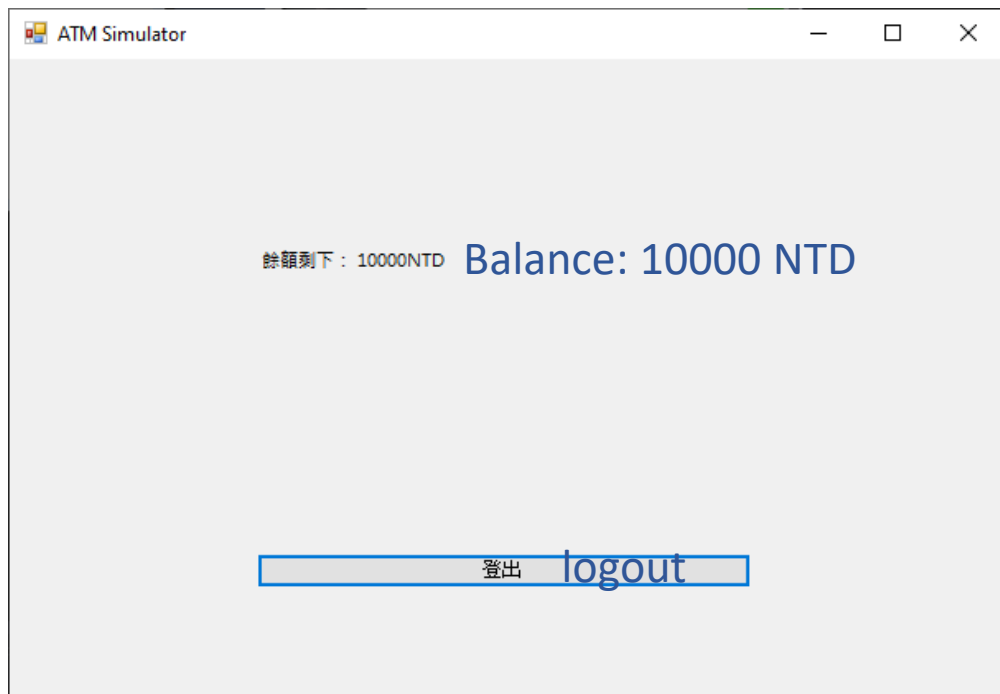 ATM Simulator
餘額剩下： 10000NTD Balance: 10000 NTD
登出 logout